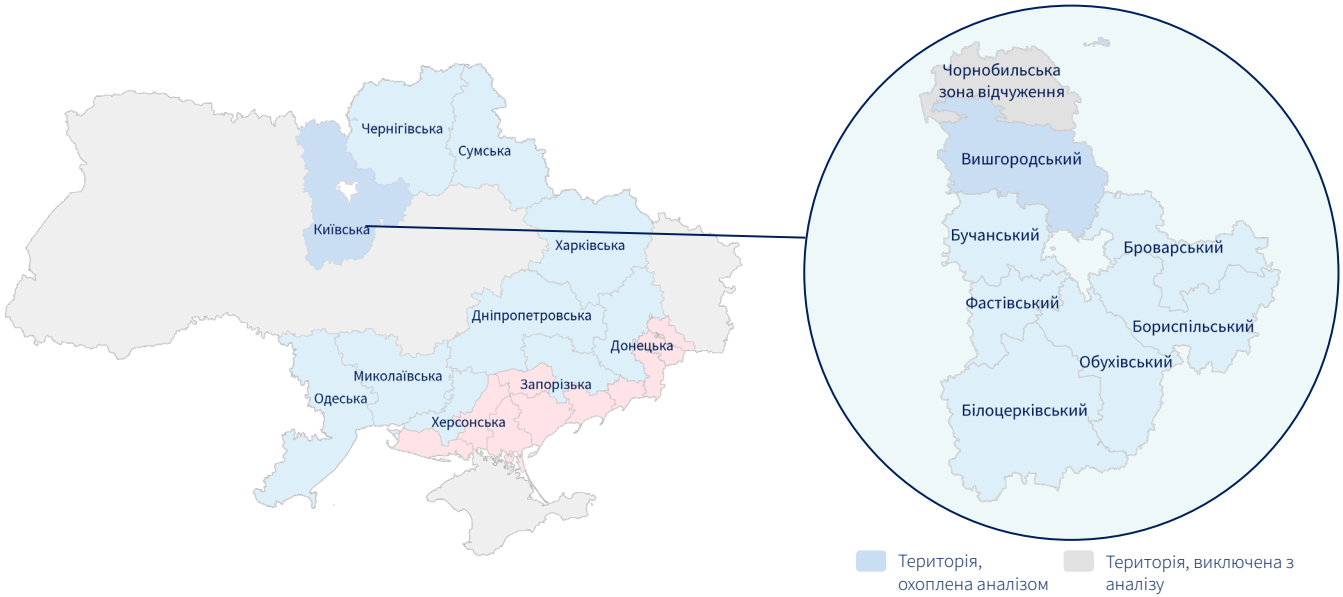 Чернігівська
Сумська
Київська
Харківська
Дніпропетровська
Донецька
Миколаївська
Запорізька
Одеська
Херсонська
Чорнобильська
зона відчуження
Вишгородський
Бучанський
Броварський
Фастівський
Бориспільський
Обухівський
Білоцерківський
Територія,
охоплена аналізом
Територія, виключена з
аналізу